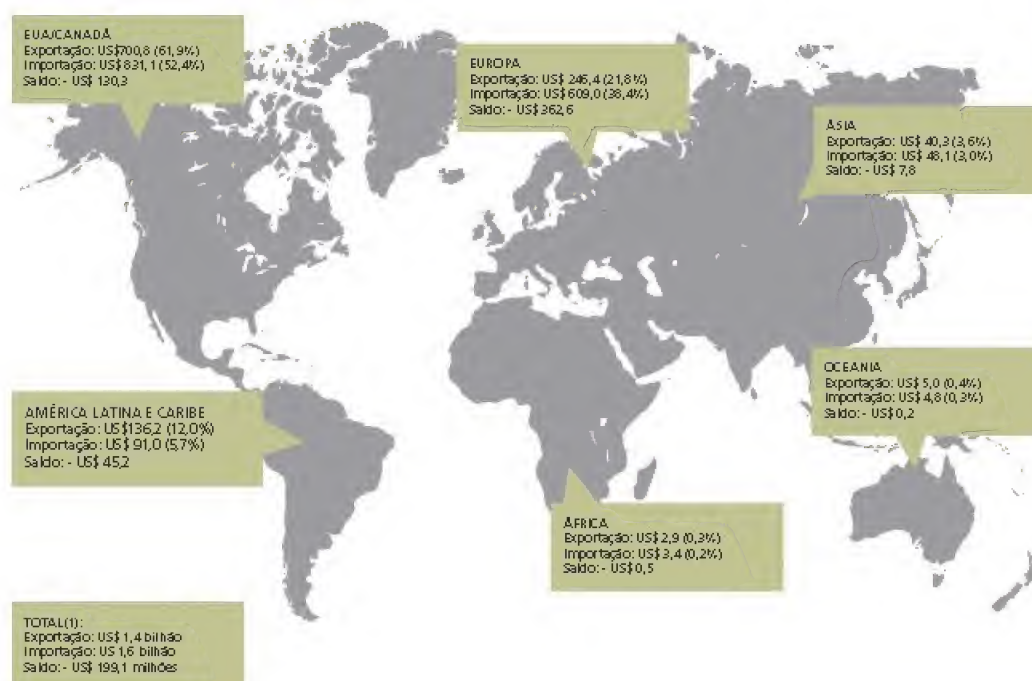 EUA/CANADÁ
Exportação: US$700,8 (61,9%)
Importação: US$831,1 (52,4%)
Saldo: - US$ 130,3
EUROPA
Exportação: US$ 246,4 (21,8%)
Importação: US$ 609,0 (38,4%)
Saldo: - US$ 362,6
ÁSIA
Exportação: US$ 40,3 (3,6%)
Importação: US$ 48,1 (3,0%)
Saldo: - US$ 7,8
OCEANIA
Exportação: US$ 5,0 (0,4%)
Importação: US$ 4,8 (0,3%)
Saldo: - US$ 0,2
AMÉRICA LATINA E CARIBE
Exportação: US$136,2 (12,0%)
Importação: US$ 91,0 (5,7%)
Saldo: - US$ 45,2
ÁFRICA
Exportação: US$ 2,9 (0,3%)
Importação: US$ 3,4 (0,2%)
Saldo: - US$ 0,5
TOTAL(1):
Exportação: US$ 1,4 bilhão
Importação: US 1,6 bilhão
Saldo: - US$ 199,1 milhões